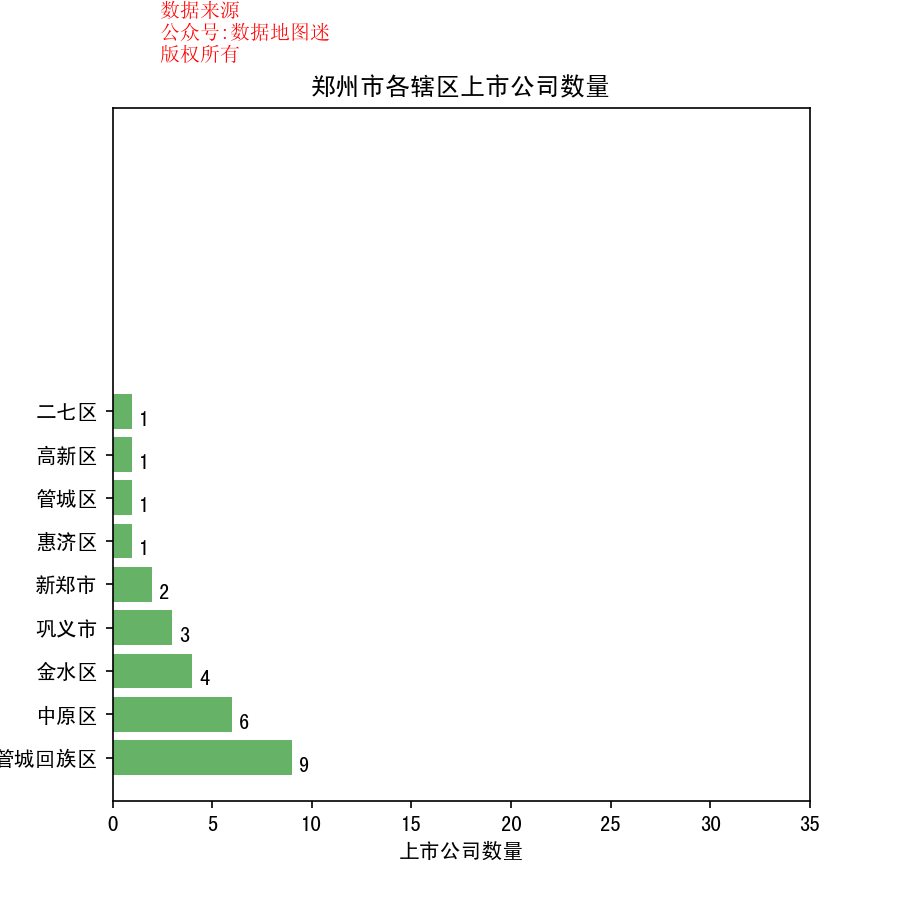 数据来源
公众号:数据地图迷
版权所有
郑州市各辖区上市公司数量
二七区 1
高新区 1
管城区 1
惠济区 1
新郑市 2
巩义市 3
金水区 4
中原区 6
管城回族区 9
0 5 10 15 20 25 30 35
上市公司数量